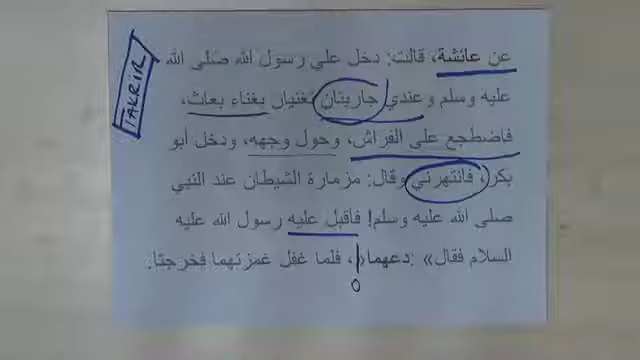 TAKRİR
عن عائشة، قالت: دخل علي رسول الله صلى الله
عليه وسلم وعندي جاريتان تغنيان بغناء بعاث،
فاضطجع على الفراش، وحول وجهه، ودخل أبو
بكر، فانتهرني وقال: مزمارة الشيطان عند النبي
صلى الله عليه وسلم! فاقبل عليه رسول الله عليه
السلام فقال» :دعهما«، فلما غفل غمزتهما فخرجتا.